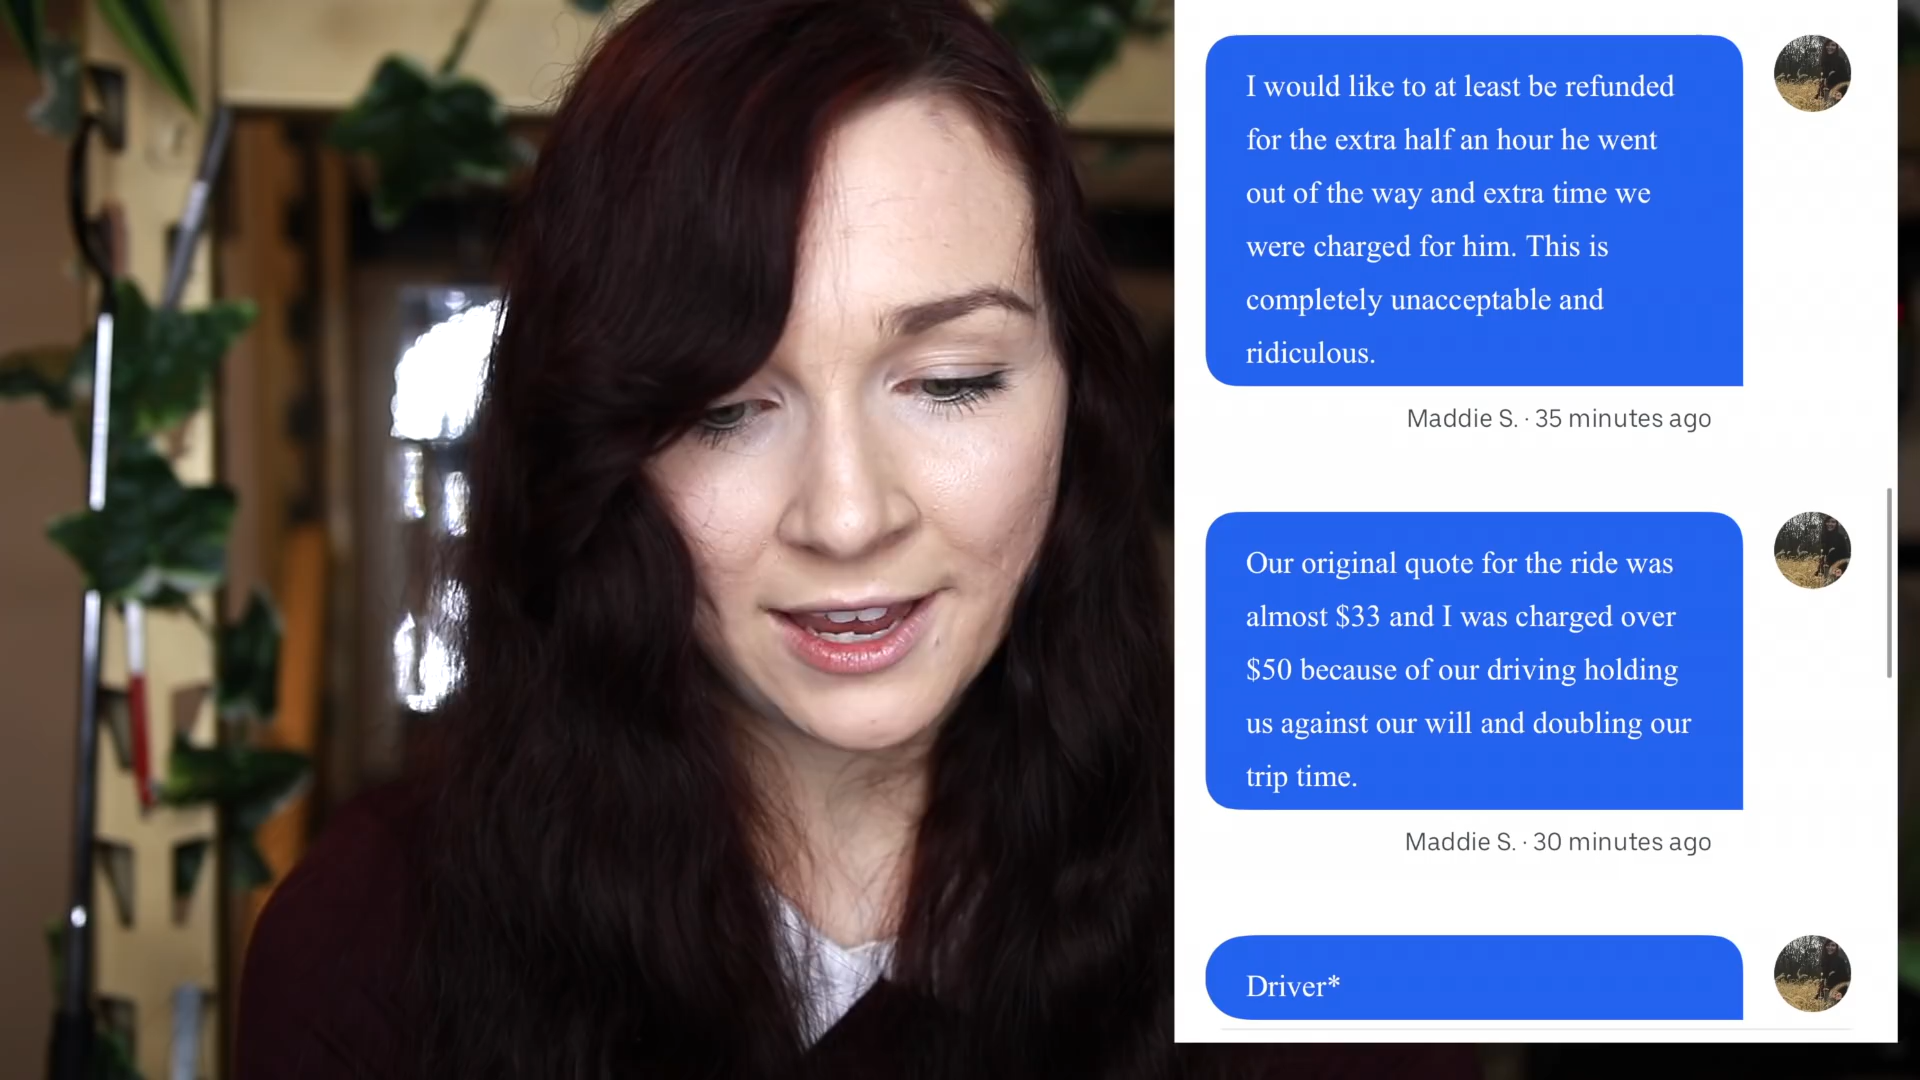 I would like to at least be refunded
for the extra half an hour he went
out of the way and extra time we
were charged for him. This is
completely unacceptable and
ridiculous.
Maddie S. · 35 minutes ago
Our original quote for the ride was
almost $33 and I was charged over
$50 because of our driving holding
us against our will and doubling our
trip time.
Maddie S. · 30 minutes ago
Driver*